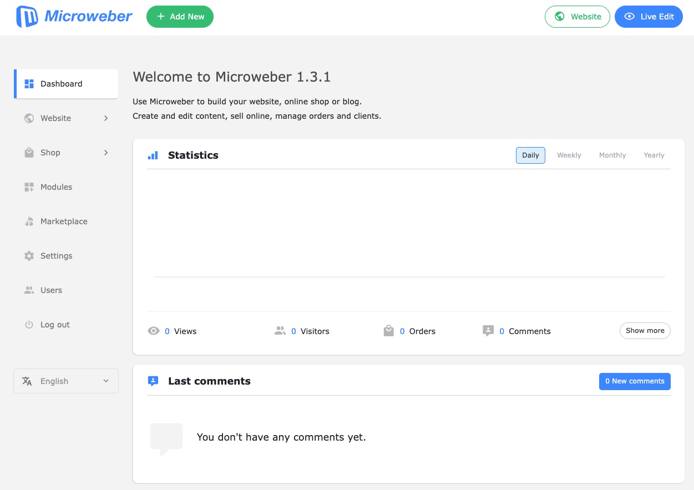 Microweber
Add New
Website
Live Edit
Dashboard
Website
Shop
Modules
Marketplace
Settings
Users
Log out
English
Welcome to Microweber 1.3.1
Use Microweber to build your website, online shop or blog.
Create and edit content, sell online, manage orders and clients.
Statistics
Daily Weekly Monthly Yearly
0 Views 0 Visitors 0 Orders 0 Comments Show more
Last comments
0 New comments
You don't have any comments yet.